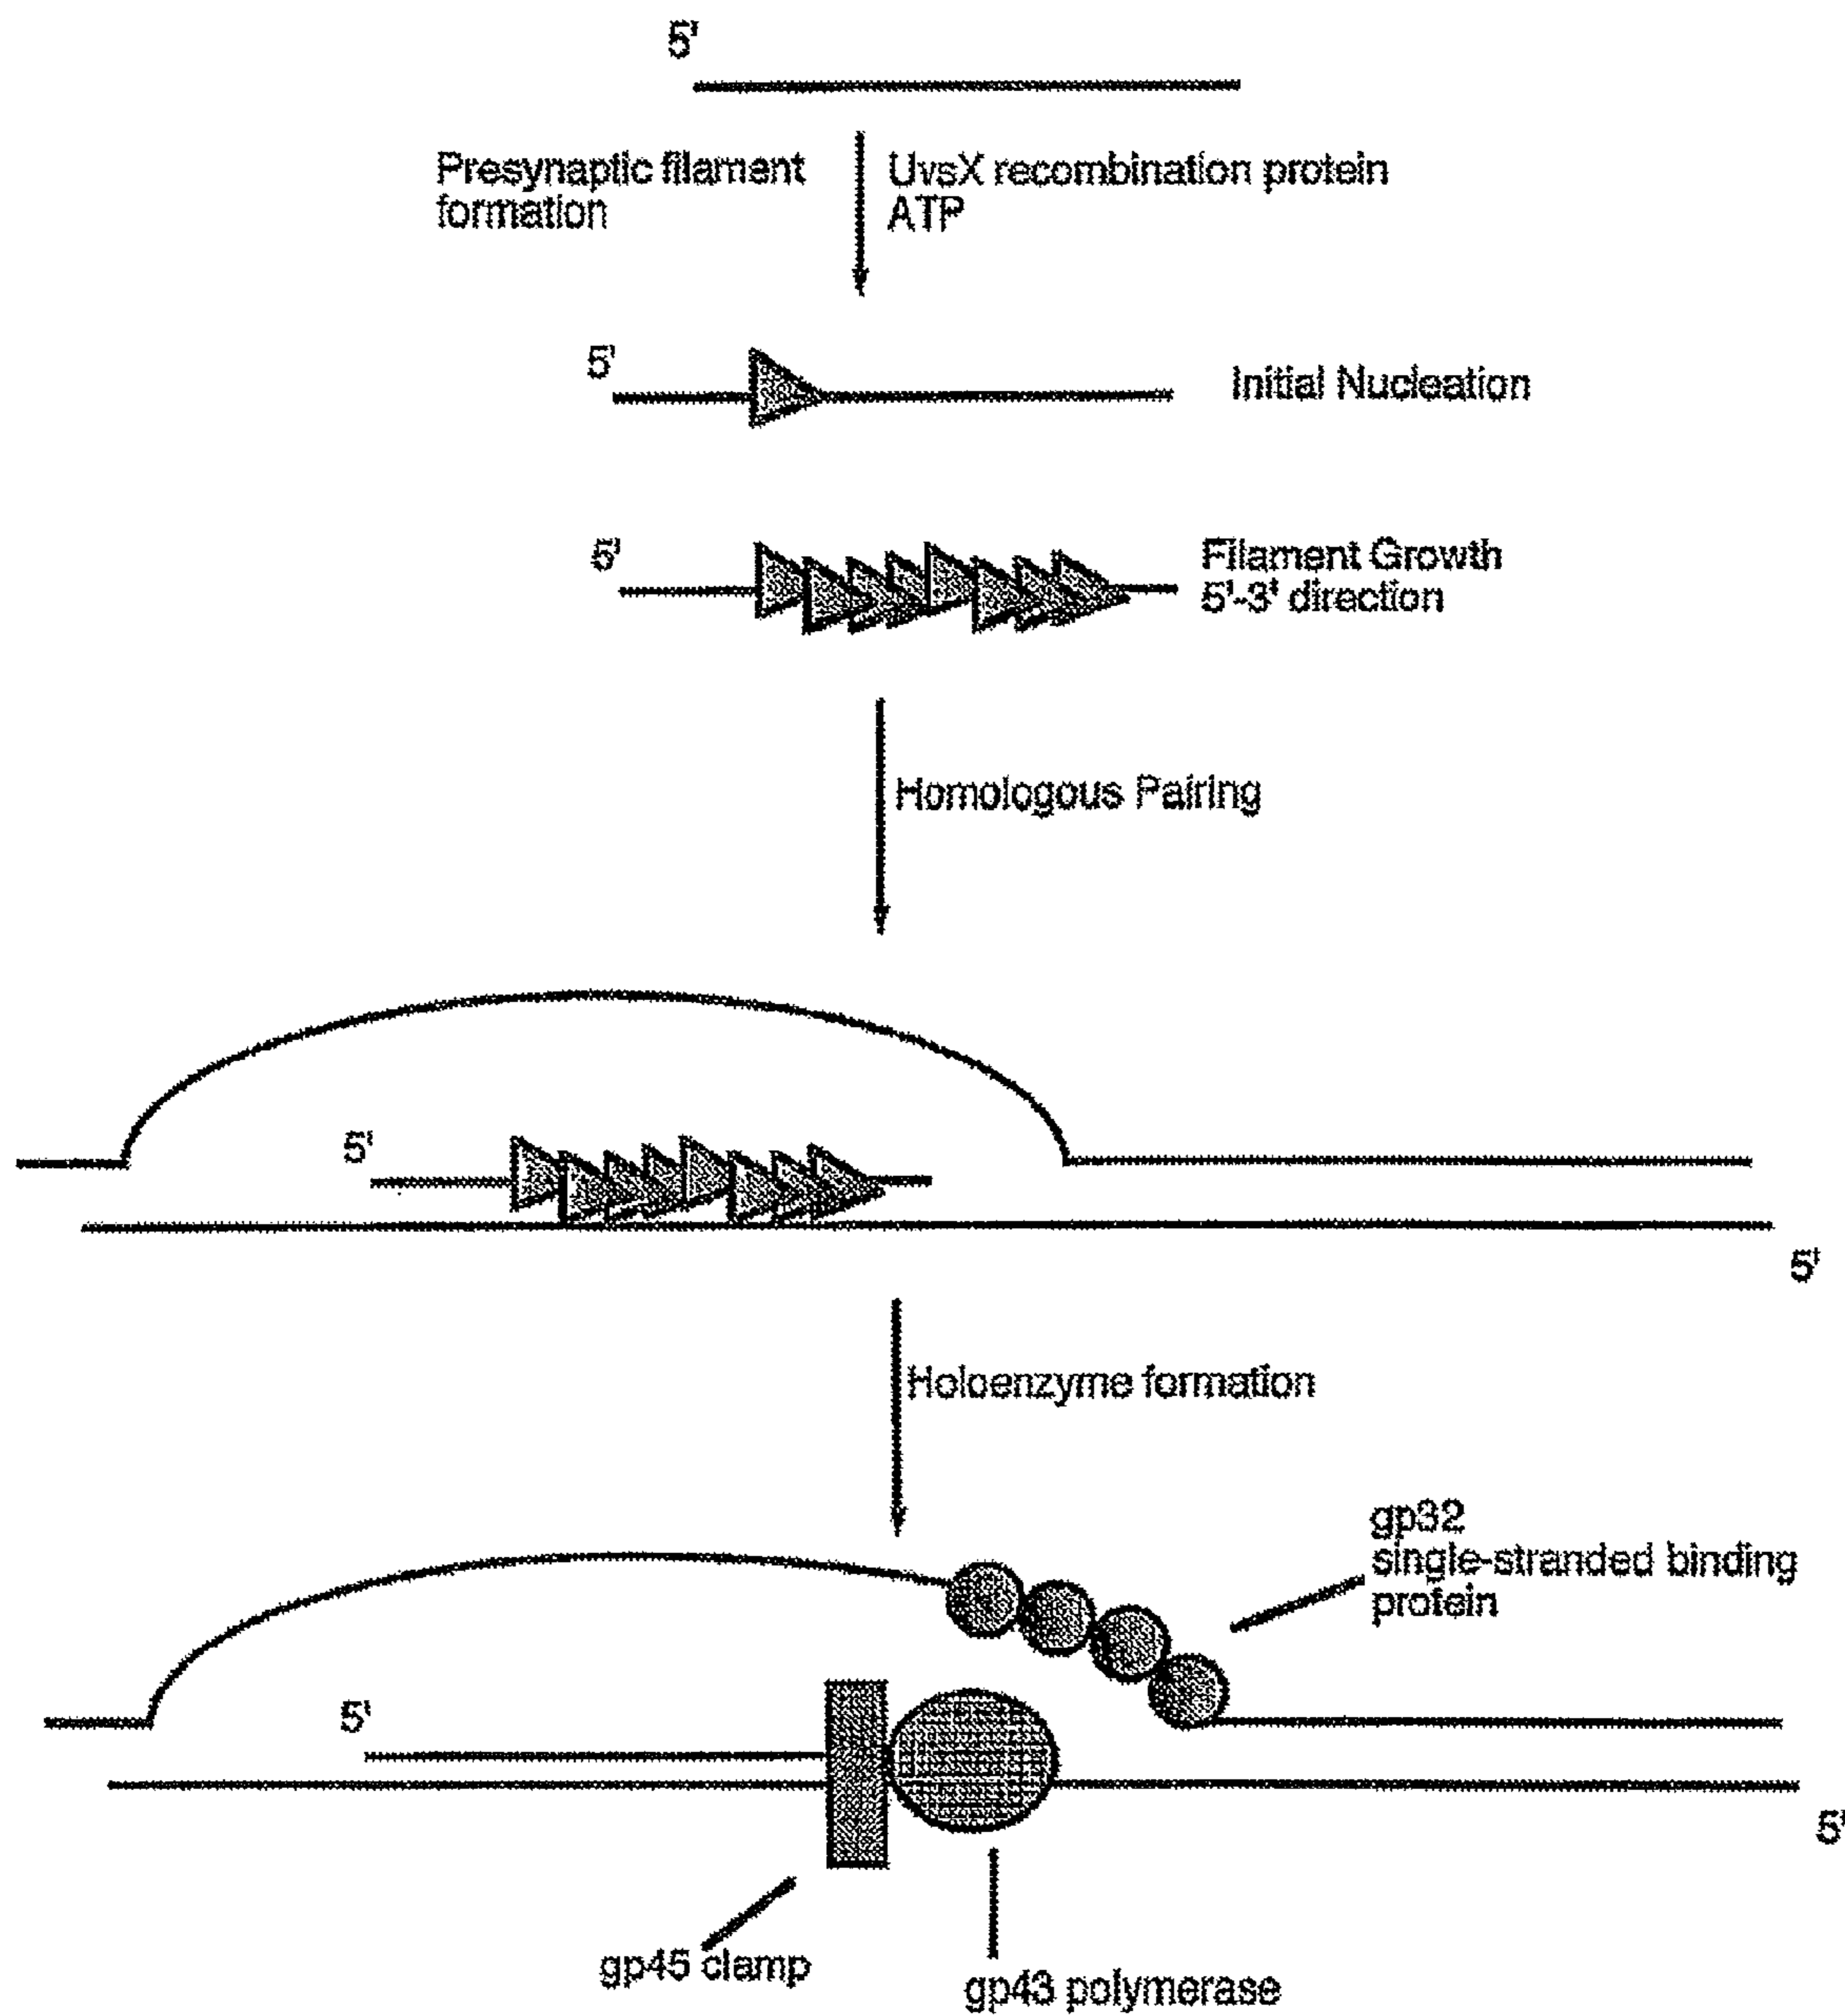 5'
Presynaptic filament
formation
UvsX recombination protein
ATP
5'
Initial Nucleation
5'
Filament Growth
5'-3' direction
Homologous Pairing
5'
5'
Holoenzyme formation
gp32
single-stranded binding
protein
5'
5'
gp45 clamp
gp43 polymerase